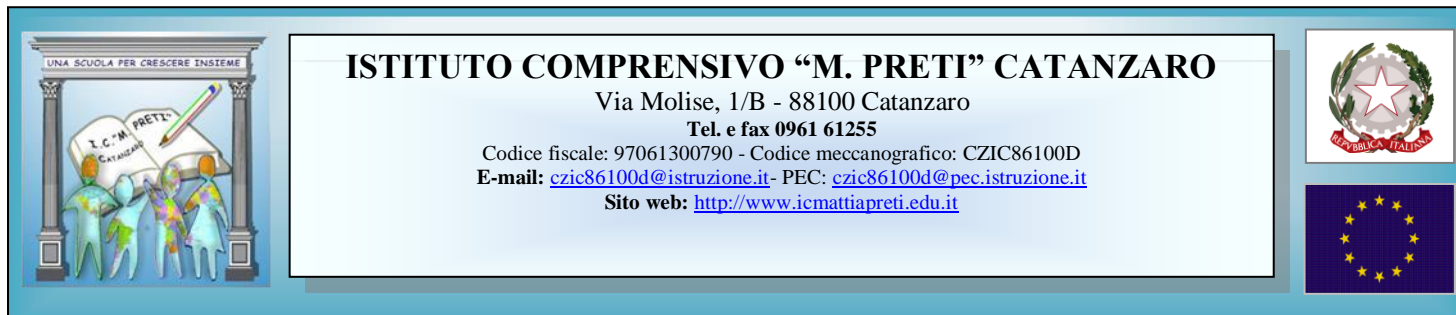 UNA SCUOLA PER CRESCERE INSIEME
I.C. "M. PRETI"
CATANZARO
ISTITUTO COMPRENSIVO “M. PRETI” CATANZARO
Via Molise, 1/B - 88100 Catanzaro
Tel. e fax 0961 61255
Codice fiscale: 97061300790 - Codice meccanografico: CZIC86100D
E-mail: czic86100d@istruzione.it- PEC: czic86100d@pec.istruzione.it
Sito web: http://www.icmattiapreti.edu.it
REPVBBLICA ITALIANA